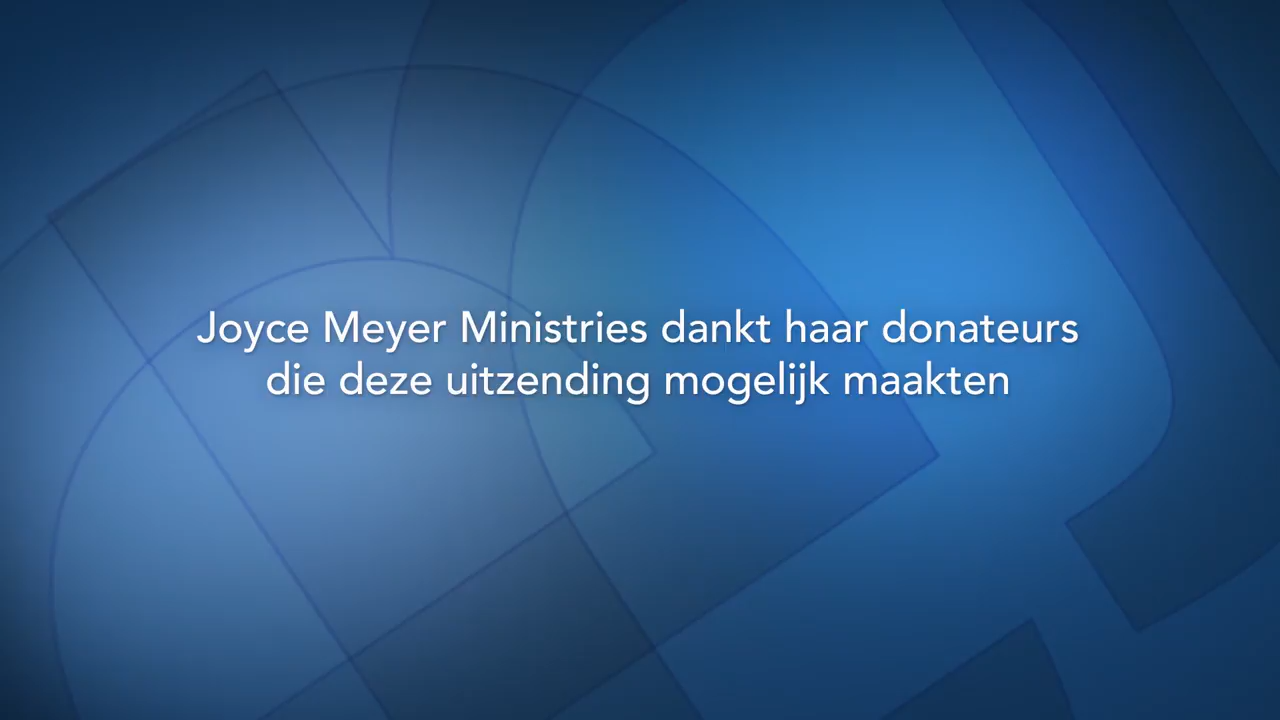 Joyce Meyer Ministries dankt haar donateurs
die deze uitzending mogelijk maakten